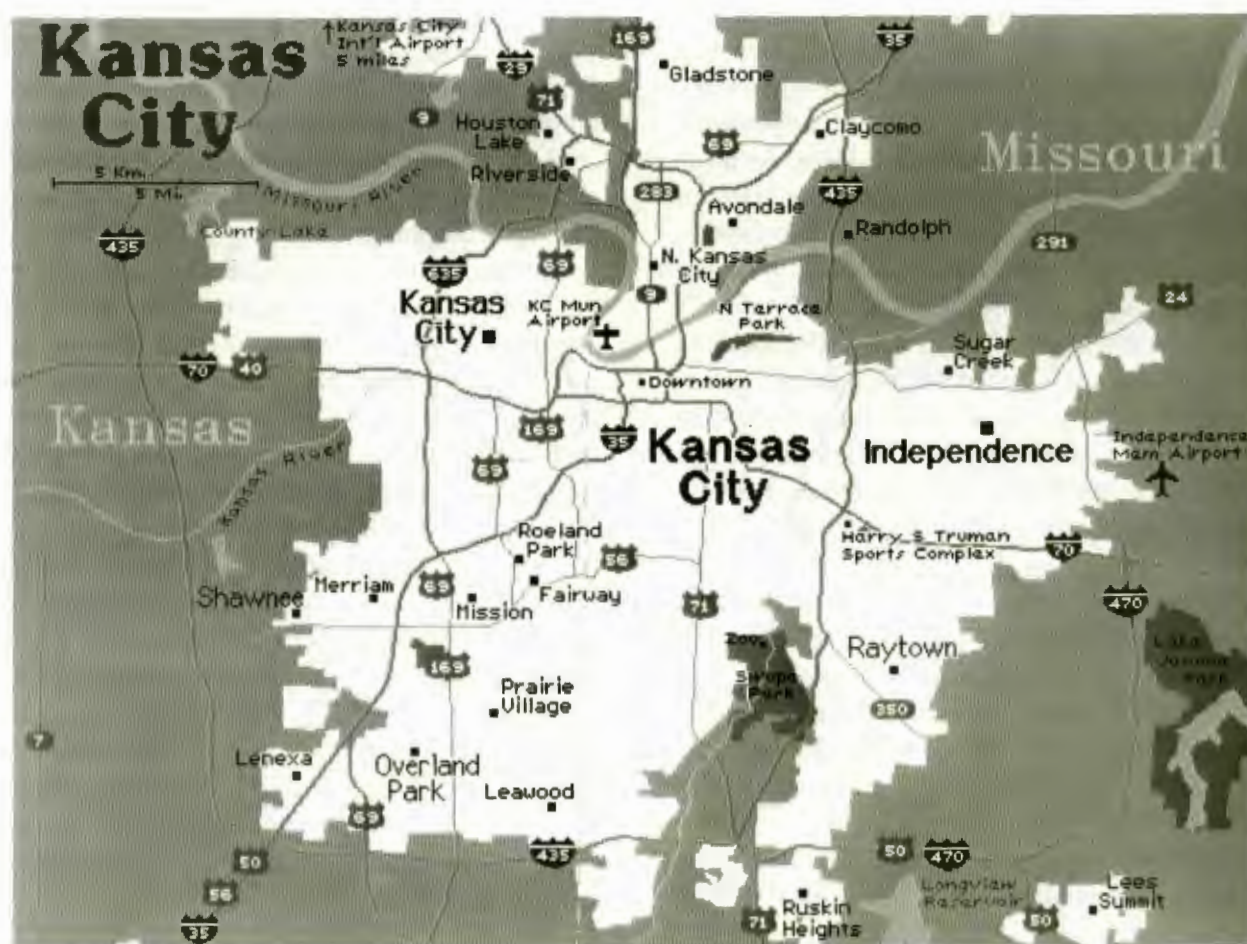 Kansas
City
Kansas City
Int'l Airport
5 miles
29
169
35
Gladstone
71
9
Houston
Lake
69
Claycomo
Missouri
5 Km.
5 Mi.
Missouri River
Riverside
283
435
Avondale
Randolph
County Lake
435
291
635
69
N. Kansas
City
9
24
Kansas
City
KC Mun
Airport
N Terrace
Park
Sugar
Creek
70
40
Downtown
Kansas
169
35
Kansas
City
Independence
Independence
Mem Airport
69
Kansas River
Roeland
Park
56
Harry S Truman
Sports Complex
70
Shawnee
Merriam
69
Mission
Fairway
71
470
Zoo
Swope
Park
Raytown
Lake
Park
169
Prairie
Village
350
7
Lenexa
Overland
Park
Leawood
69
50
435
50
470
56
Longview
Reservoir
Lees
Summit
35
71
Ruskin
Heights
50